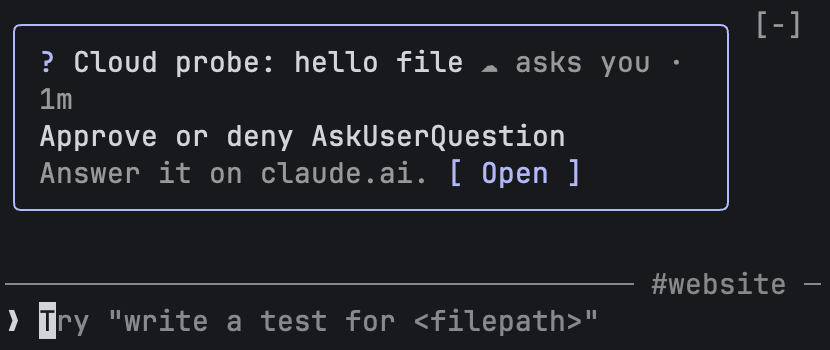 [-]
? Cloud probe: hello file ☁ asks you ·
1m
Approve or deny AskUserQuestion
Answer it on claude.ai. [ Open ]
#website
❯ Try "write a test for <filepath>"